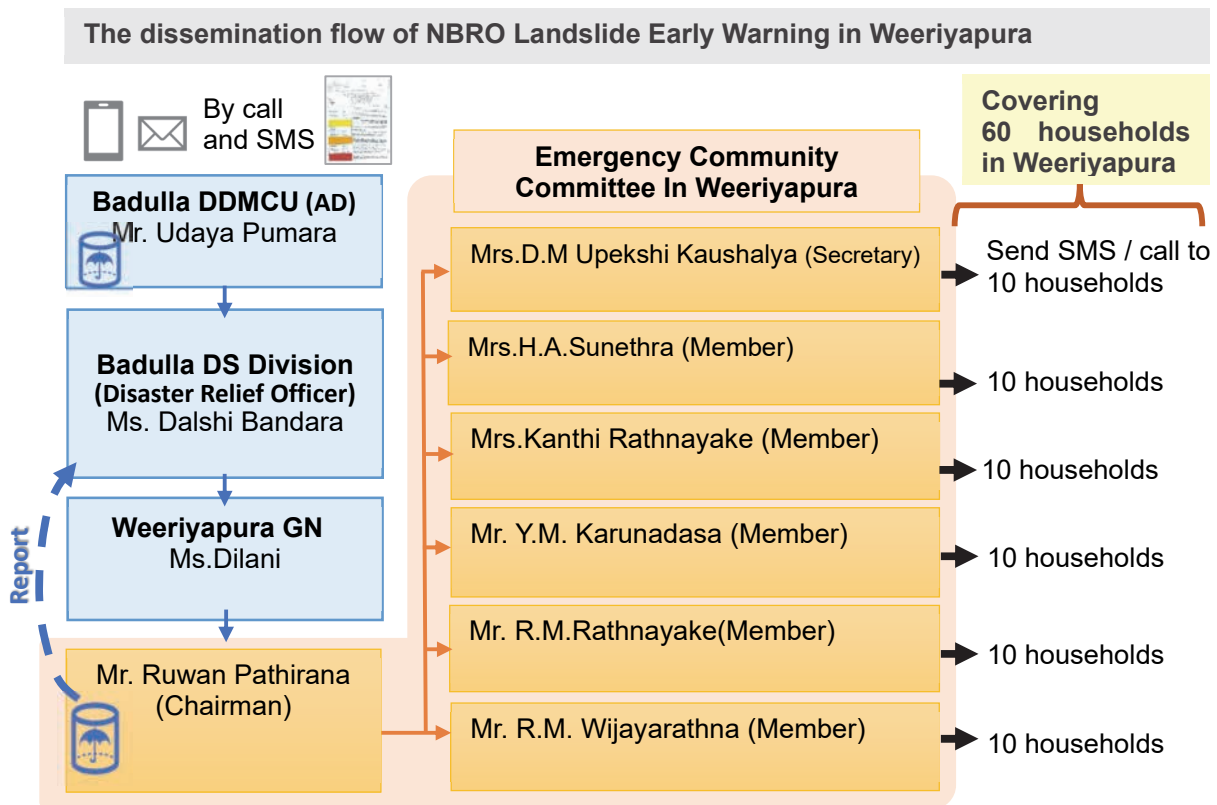 The dissemination flow of NBRO Landslide Early Warning in Weeriyapura
By call
and SMS
Badulla DDMCU (AD)
Mr. Udaya Pumara
Badulla DS Division
(Disaster Relief Officer)
Ms. Dalshi Bandara
Weeriyapura GN
Ms.Dilani
Report
Mr. Ruwan Pathirana
(Chairman)
Emergency Community
Committee In Weeriyapura
Mrs.D.M Upekshi Kaushalya (Secretary)
Mrs.H.A.Sunethra (Member)
Mrs.Kanthi Rathnayake (Member)
Mr. Y.M. Karunadasa (Member)
Mr. R.M.Rathnayake(Member)
Mr. R.M. Wijayarathna (Member)
Covering
60 households
in Weeriyapura
Send SMS / call to
10 households
10 households
10 households
10 households
10 households
10 households